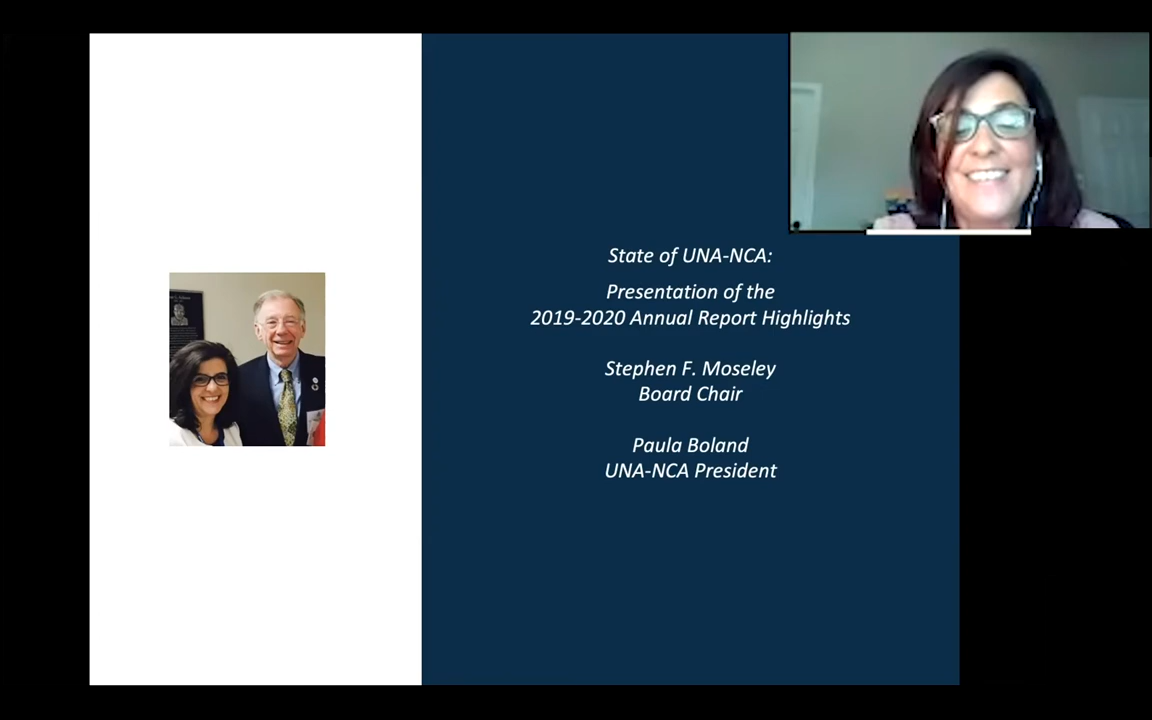 State of UNA-NCA:
Presentation of the
2019-2020 Annual Report Highlights
Stephen F. Moseley
Board Chair
Paula Boland
UNA-NCA President